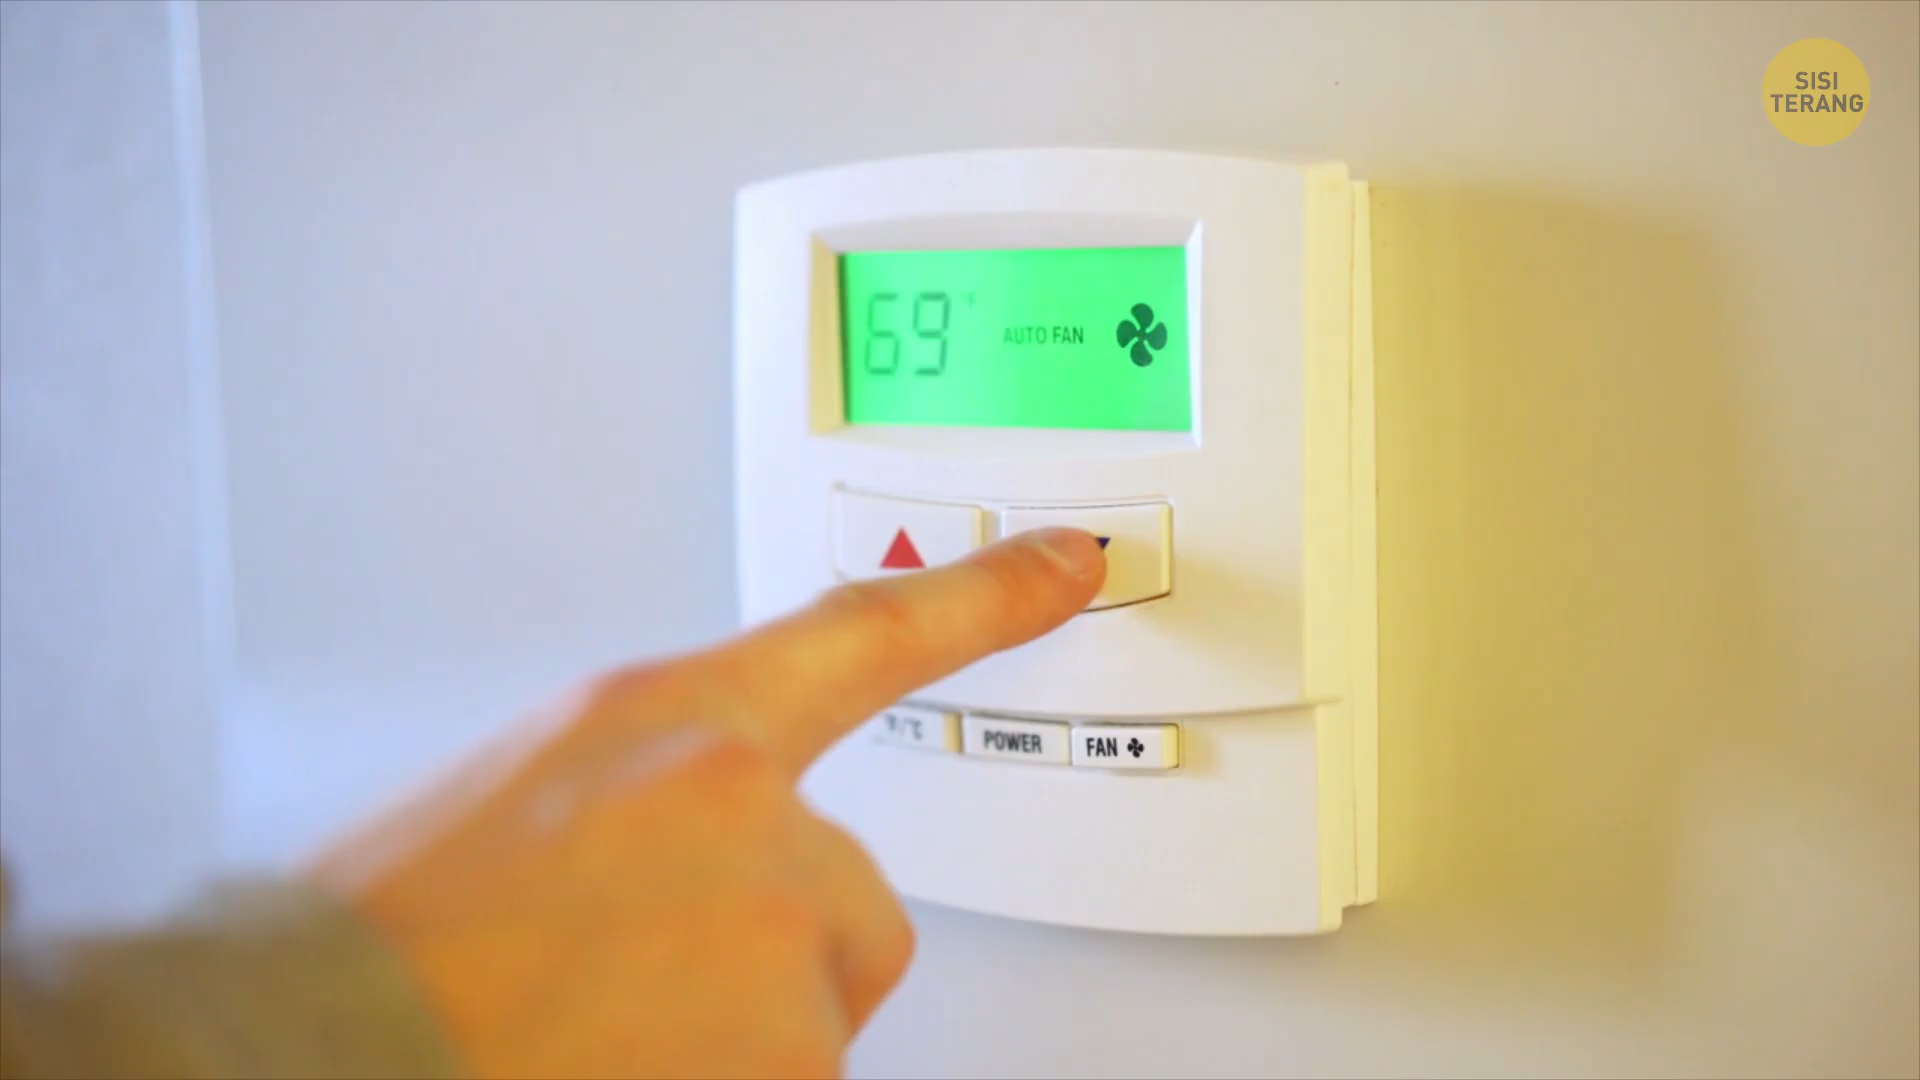 SISI
TERANG
69 °F
AUTO FAN
°F/°C
POWER
FAN